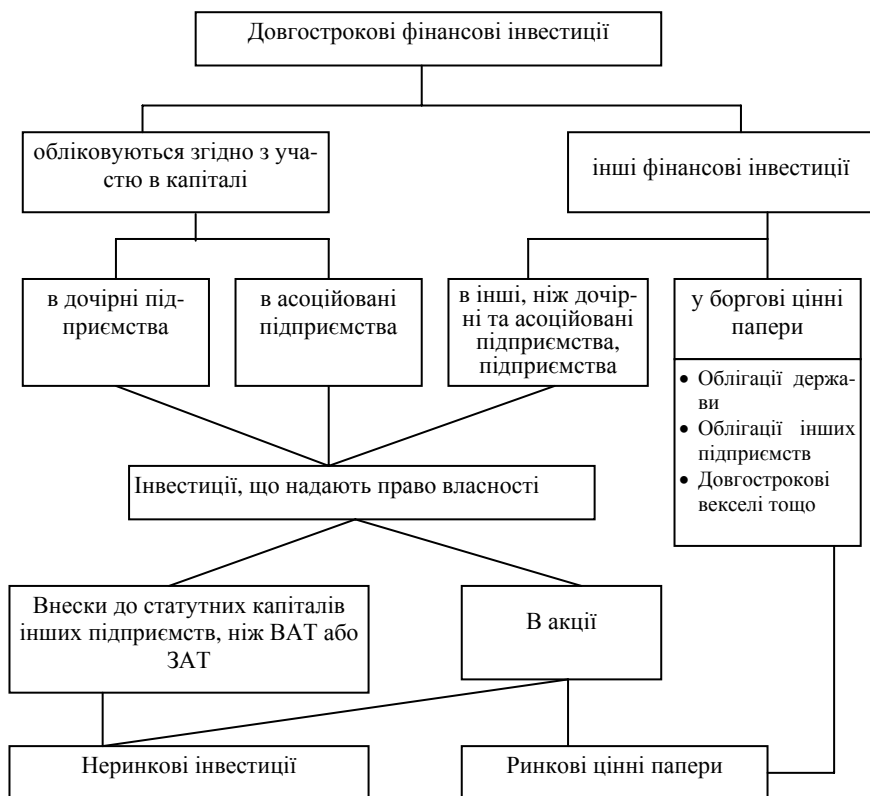 Довгострокові фінансові інвестиції
обліковуються згідно з уча-
стю в капіталі
інші фінансові інвестиції
в дочірні під-
приємства
в асоційовані
підприємства
в інші, ніж дочір-
ні та асоційовані
підприємства,
підприємства
у боргові цінні
папери
• Облігації держа-
ви
• Облігації інших
підприємств
• Довгострокові
векселі тощо
Інвестиції, що надають право власності
Внески до статутних капіталів
інших підприємств, ніж ВАТ або
ЗАТ
В акції
Неринкові інвестиції
Ринкові цінні папери